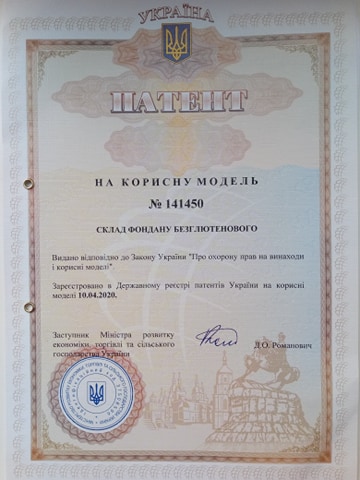 УКРАЇНА
ПАТЕНТ
НА КОРИСНУ МОДЕЛЬ
№ 141450
СКЛАД ФОНДАНУ БЕЗГЛЮТЕНОВОГО
Видано відповідно до Закону України "Про охорону прав на винаходи
і корисні моделі"
Зареєстровано в Державному реєстрі патентів України на корисні
моделі 10.04.2020.
Заступник Міністра розвитку
економіки, торгівлі та сільського
господарства України
Д.О. Романович